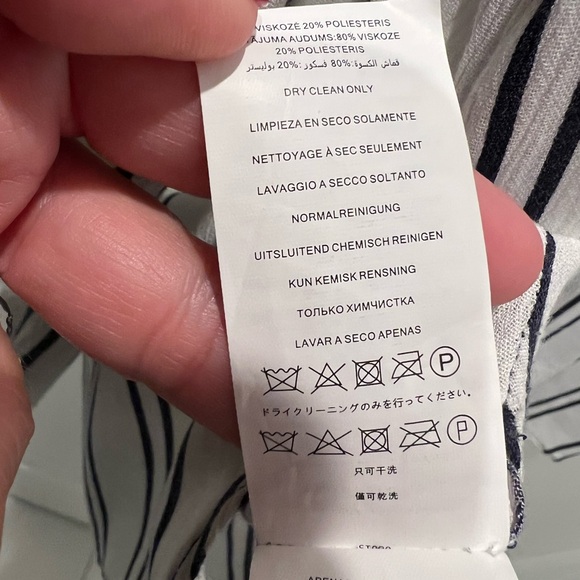 VISKOZĖ 20% POLIESTERIS
AJUMA AUDUMS:80% VISKOZE
20% POLIESTERIS
قماش الكسوة:%80 فسكوز:%20 بوليستر
DRY CLEAN ONLY
LIMPIEZA EN SECO SOLAMENTE
NETTOYAGE À SEC SEULEMENT
LAVAGGIO A SECCO SOLTANTO
NORMALREINIGUNG
UITSLUITEND CHEMISCH REINIGEN
KUN KEMISK RENSNING
ТОЛЬКО ХИМЧИСТКА
LAVAR A SECO APENAS
P
ドライクリーニングのみを行ってください。
P
只可干洗
僅可乾洗